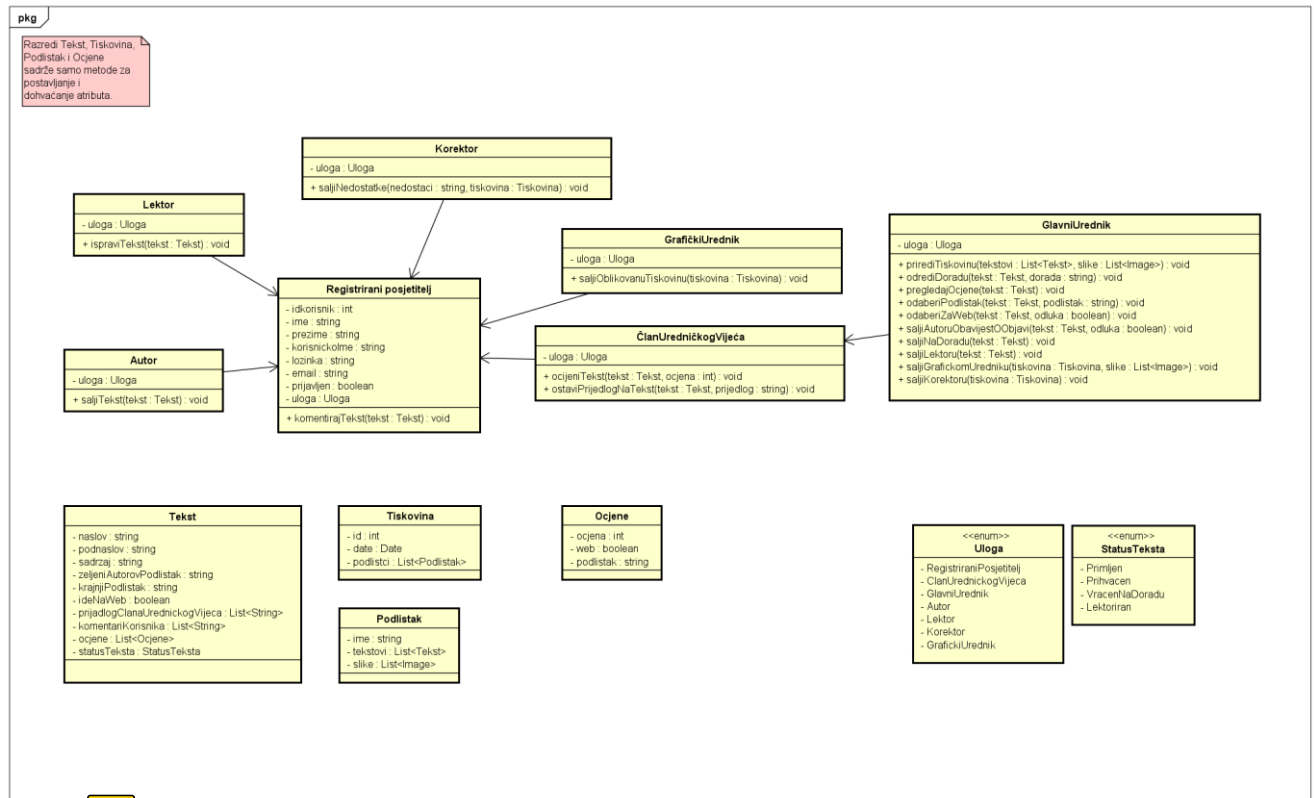 pkg
Razredi Tekst, Tiskovina,
Podlistak i Ocjene
sadrže samo metode za
postavljanje i
dohvaćanje atributa.
Korektor
- uloga : Uloga
+ saljiNedostatke(nedostaci : string, tiskovina : Tiskovina) : void
Lektor
- uloga : Uloga
+ ispraviTekst(tekst : Tekst) : void
GrafičkiUrednik
- uloga : Uloga
+ saljiOblikovanuTiskovinu(tiskovina : Tiskovina) : void
GlavniUrednik
- uloga : Uloga
+ prirediTiskovinu(tekstovi : List<Tekst>, slike : List<Image>) : void
+ odrediDoradu(tekst : Tekst, dorada : string) : void
+ pregledajOcjene(tekst : Tekst) : void
+ odaberiPodlistak(tekst : Tekst, podlistak : string) : void
+ odaberiZaWeb(tekst : Tekst, odluka : boolean) : void
+ saljiAutoruObavijestOObjavi(tekst : Tekst, odluka : boolean) : void
+ saljiNaDoradu(tekst : Tekst) : void
+ saljiLektoru(tekst : Tekst) : void
+ saljiGrafickomUredniku(tiskovina : Tiskovina, slike : List<Image>) : void
+ saljiKorektoru(tiskovina : Tiskovina) : void
Registrirani posjetitelj
- idkorisnik : int
- ime : string
- prezime : string
- korisnickoIme : string
- lozinka : string
- email : string
- prijavljen : boolean
- uloga : Uloga
+ komentirajTekst(tekst : Tekst) : void
ČlanUredničkogVijeća
- uloga : Uloga
+ ocijeniTekst(tekst : Tekst, ocjena : int) : void
+ ostaviPrijedlogNaTekst(tekst : Tekst, prijedlog : string) : void
Autor
- uloga : Uloga
+ saljiTekst(tekst : Tekst) : void
Tekst
- naslov : string
- podnaslov : string
- sadrzaj : string
- zeljeniAutorovPodlistak : string
- krajnjiPodlistak : string
- ideNaWeb : boolean
- prijadlogClanaUrednickogVijeca : List<String>
- komentariKorisnika : List<String>
- ocjene : List<Ocjene>
- statusTeksta : StatusTeksta
Tiskovina
- id : int
- date : Date
- podlistci : List<Podlistak>
Ocjene
- ocjena : int
- web : boolean
- podlistak : string
Podlistak
- ime : string
- tekstovi : List<Tekst>
- slike : List<Image>
<<enum>>
Uloga
- RegistriraniPosjetitelj
- ClanUrednickogVijeca
- GlavniUrednik
- Autor
- Lektor
- Korektor
- GrafickiUrednik
<<enum>>
StatusTeksta
- Primljen
- Prihvacen
- VracenNaDoradu
- Lektoriran